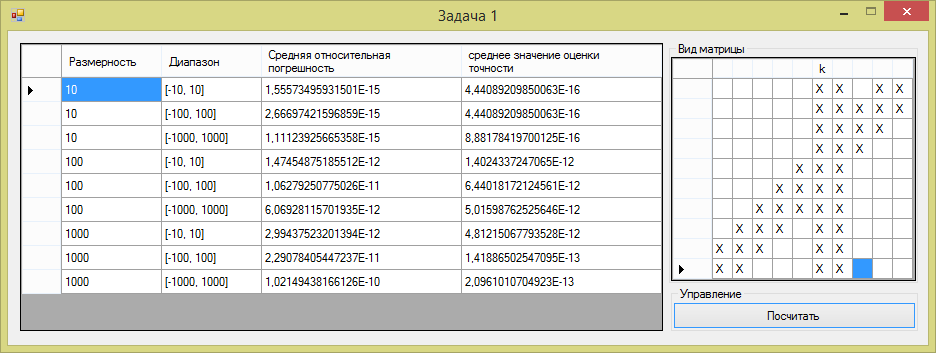 Задача 1
Размерность Диапазон Средняя относительная погрешность среднее значение оценки точности
10 [-10, 10] 1,55573495931501E-15 4,44089209850063E-16
10 [-100, 100] 2,66697421596859E-15 4,44089209850063E-16
10 [-1000, 1000] 1,11123925665358E-15 8,88178419700125E-16
100 [-10, 10] 1,47454875185512E-12 1,4024337247065E-12
100 [-100, 100] 1,06279250775026E-11 6,44018172124561E-12
100 [-1000, 1000] 6,06928115701935E-12 5,01598762525646E-12
1000 [-10, 10] 2,99437523201394E-12 4,81215067793528E-12
1000 [-100, 100] 2,29078405447237E-11 1,41886502547095E-13
1000 [-1000, 1000] 1,02149438166126E-10 2,0961010704923E-13
Вид матрицы
k
X X X X
X X X X X
X X X X
X X X
X X X
X X X X
X X X X X
X X X X X
X X X X X
X X X X
Управление
Посчитать